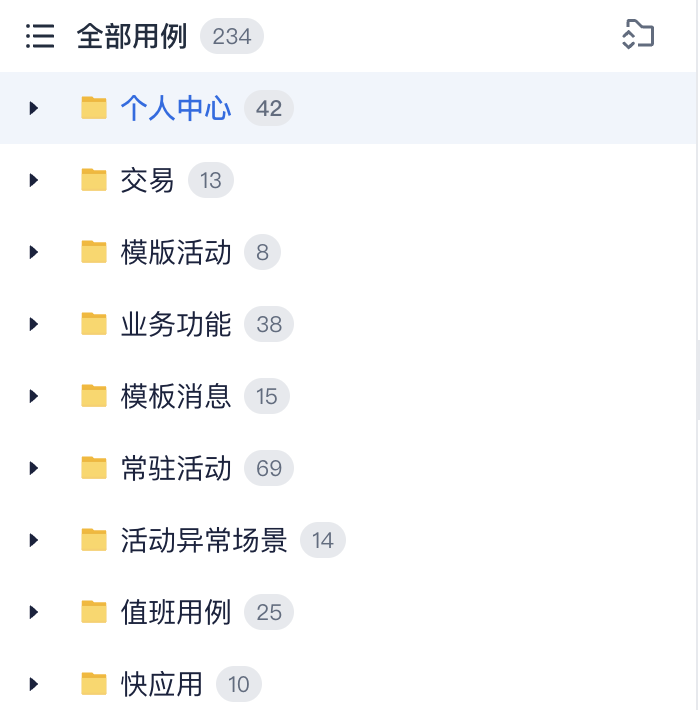 全部用例 234
个人中心 42
交易 13
模版活动 8
业务功能 38
模板消息 15
常驻活动 69
活动异常场景 14
值班用例 25
快应用 10